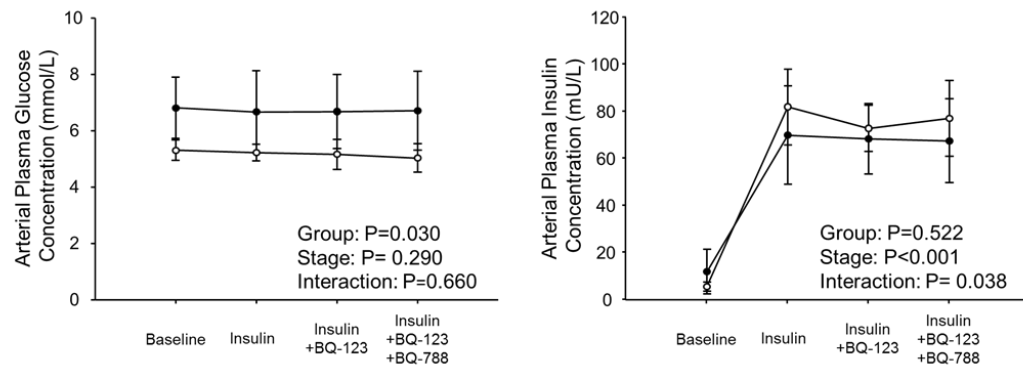 Arterial Plasma Glucose
Concentration (mmol/L)
10
8
6
4
2
0
Group: P=0.030
Stage: P= 0.290
Interaction: P=0.660
Baseline
Insulin
Insulin
+BQ-123
Insulin
+BQ-123
+BQ-788
Arterial Plasma Insulin
Concentration (mU/L)
120
100
80
60
40
20
0
Group: P=0.522
Stage: P<0.001
Interaction: P= 0.038
Baseline
Insulin
Insulin
+BQ-123
Insulin
+BQ-123
+BQ-788